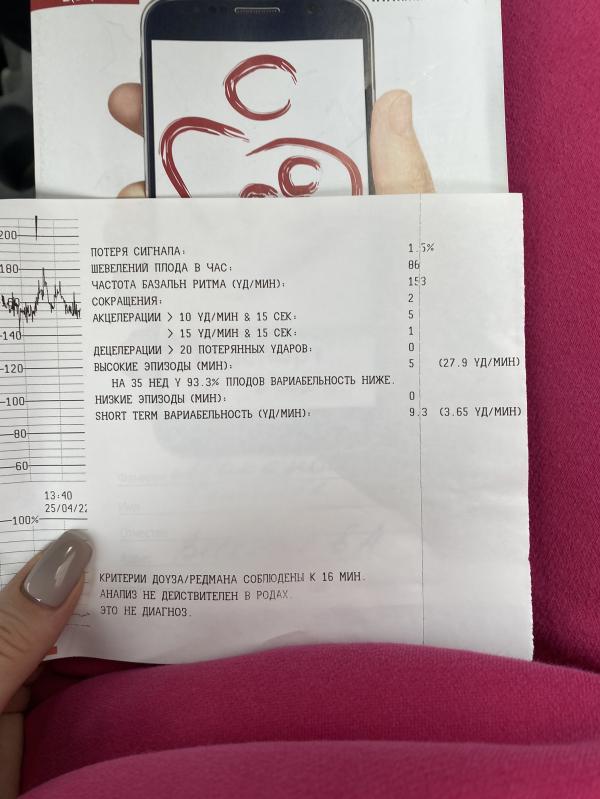 200
180
160
140
120
100
80
60
13:40
25/04/22
100%
ПОТЕРЯ СИГНАЛА: 1.5%
ШЕВЕЛЕНИЙ ПЛОДА В ЧАС: 86
ЧАСТОТА БАЗАЛЬН РИТМА (УД/МИН): 153
СОКРАЩЕНИЯ: 2
АКЦЕЛЕРАЦИИ > 10 УД/МИН & 15 СЕК: 5
> 15 УД/МИН & 15 СЕК: 1
ДЕЦЕЛЕРАЦИИ > 20 ПОТЕРЯННЫХ УДАРОВ: 0
ВЫСОКИЕ ЭПИЗОДЫ (МИН): 5 (27.9 УД/МИН)
НА 35 НЕД У 93.3% ПЛОДОВ ВАРИАБЕЛЬНОСТЬ НИЖЕ.
НИЗКИЕ ЭПИЗОДЫ (МИН): 0
SHORT TERM ВАРИАБЕЛЬНОСТЬ (УД/МИН): 9.3 (3.65 УД/МИН)
КРИТЕРИИ ДОУЗА/РЕДМАНА СОБЛЮДЕНЫ К 16 МИН.
АНАЛИЗ НЕ ДЕЙСТВИТЕЛЕН В РОДАХ.
ЭТО НЕ ДИАГНОЗ.